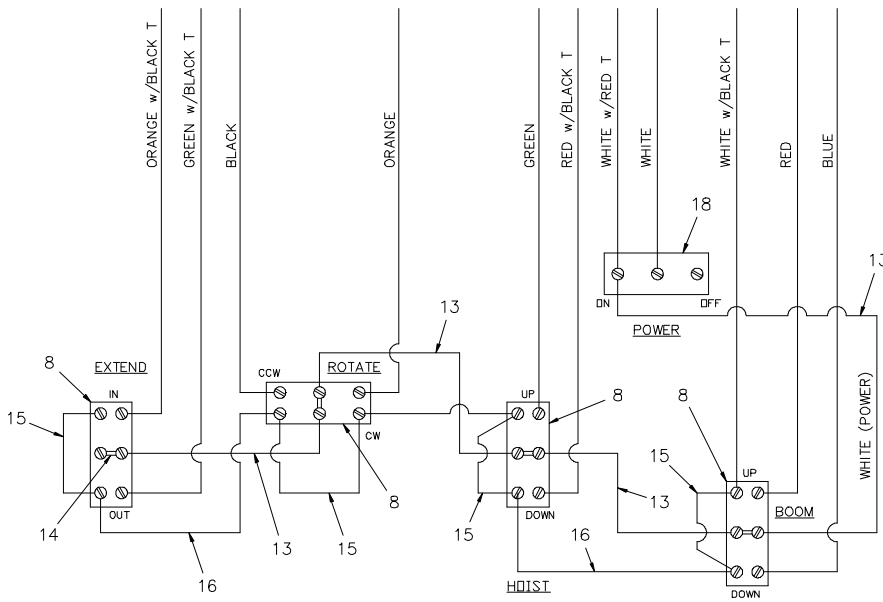 ORANGE w/BLACK T
GREEN w/BLACK T
BLACK
ORANGE
GREEN
RED w/BLACK T
WHITE w/RED T
WHITE
WHITE w/BLACK T
RED
BLUE
18
13
ON
OFF
POWER
13
EXTEND
CCW
ROTATE
8
IN
UP
8
8
WHITE (POWER)
15
CW
14
OUT
13
15
8
15
DOWN
13
15
UP
BOOM
16
HOIST
16
DOWN